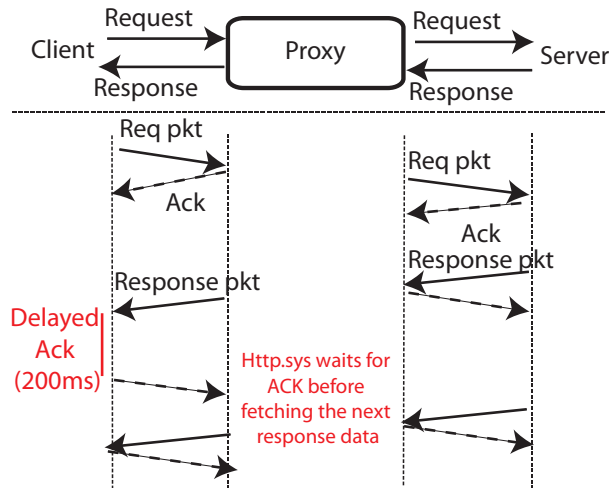 Request
Request
Client
Proxy
Server
Response
Response
Req pkt
Req pkt
Ack
Ack
Response pkt
Response pkt
Delayed
Ack
(200ms)
Http.sys waits for
ACK before
fetching the next
response data